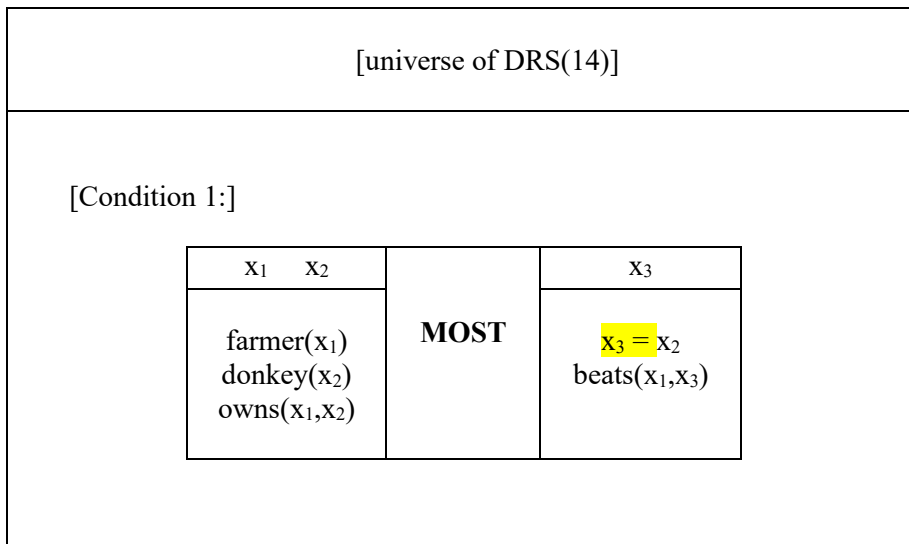 [universe of DRS(14)]
[Condition 1:]
x₁ x₂
farmer(x₁)
donkey(x₂)
owns(x₁,x₂)
MOST
x₃
x₃ = x₂
beats(x₁,x₃)